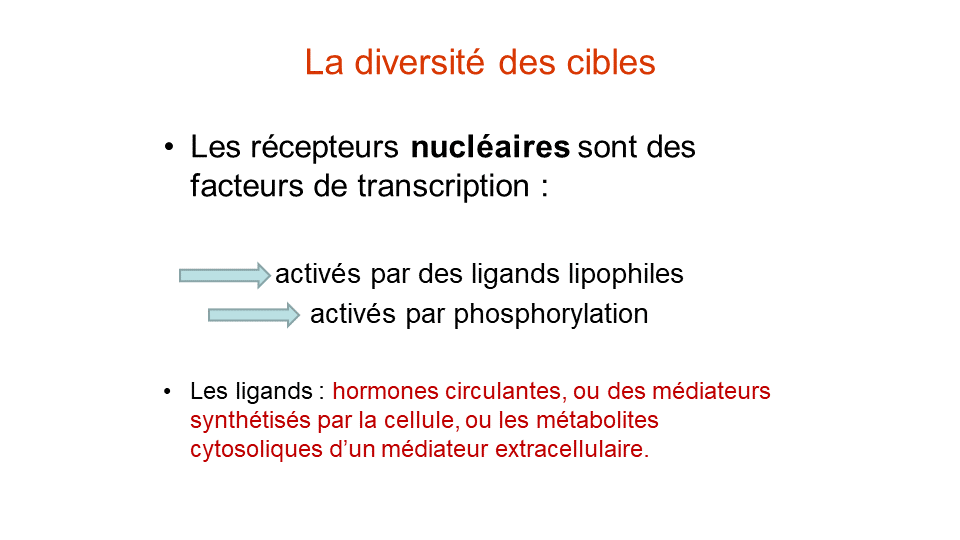 La diversité des cibles
• Les récepteurs nucléaires sont des
facteurs de transcription :
activés par des ligands lipophiles
activés par phosphorylation
• Les ligands : hormones circulantes, ou des médiateurs
synthétisés par la cellule, ou les métabolites
cytosoliques d’un médiateur extracellulaire.